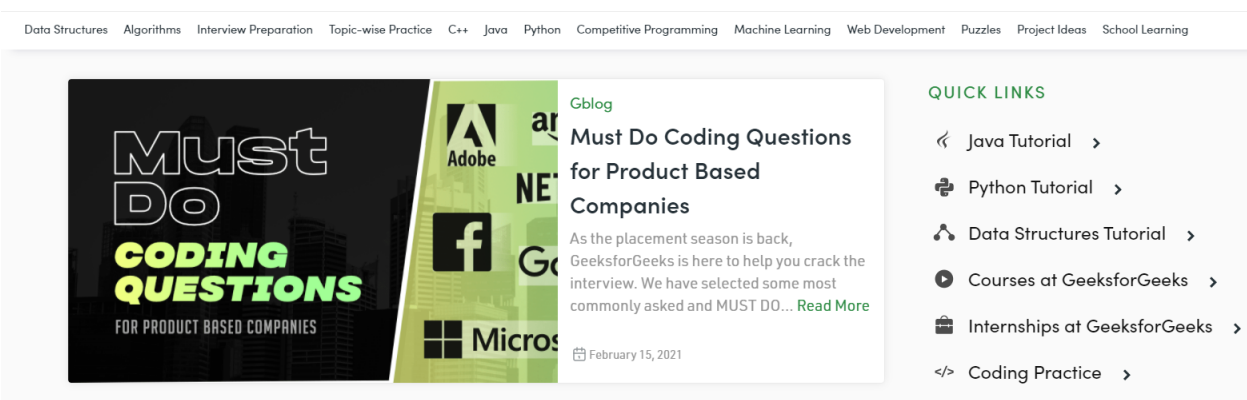 Data Structures Algorithms Interview Preparation Topic-wise Practice C++ Java Python Competitive Programming Machine Learning Web Development Puzzles Project Ideas School Learning
Must
Do
CODING
QUESTIONS
FOR PRODUCT BASED COMPANIES
Adobe
NET
Go
Micros
Gblog
Must Do Coding Questions
for Product Based
Companies
As the placement season is back,
GeeksforGeeks is here to help you crack the
interview. We have selected some most
commonly asked and MUST DO... Read More
February 15, 2021
QUICK LINKS
Java Tutorial
Python Tutorial
Data Structures Tutorial
Courses at GeeksforGeeks
Internships at GeeksforGeeks
</> Coding Practice